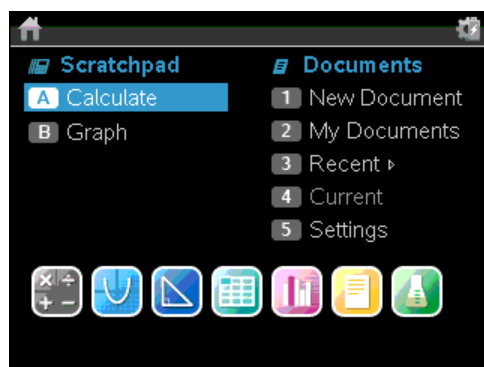 Scratchpad
A Calculate
B Graph
Documents
1 New Document
2 My Documents
3 Recent ▹
4 Current
5 Settings